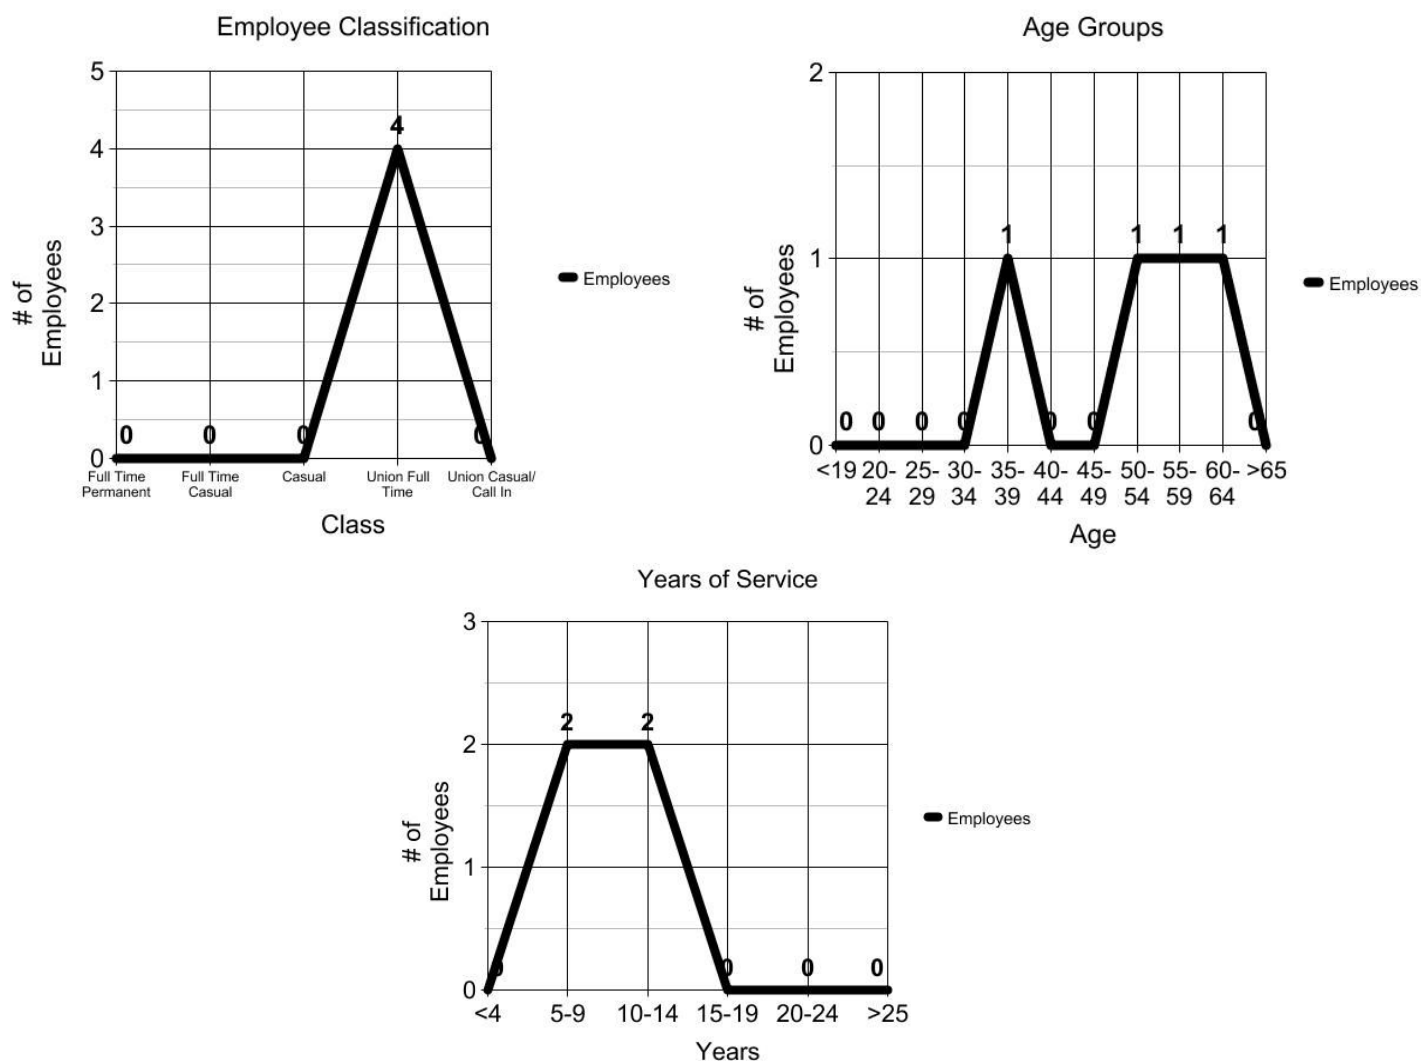 Employee Classification
5
4
4
3
2
1
0
0
0
0
0
# of
Employees
Employees
Full Time
Permanent
Full Time
Casual
Casual
Union Full
Time
Union Casual/
Call In
Class
Age Groups
2
1
1
1
1
1
0
0
0
0
0
0
0
0
# of
Employees
Employees
<19
20-
24
25-
29
30-
34
35-
39
40-
44
45-
49
50-
54
55-
59
60-
64
>65
Age
Years of Service
3
2
2
2
1
0
0
0
0
0
# of
Employees
Employees
<4
5-9
10-14
15-19
20-24
>25
Years